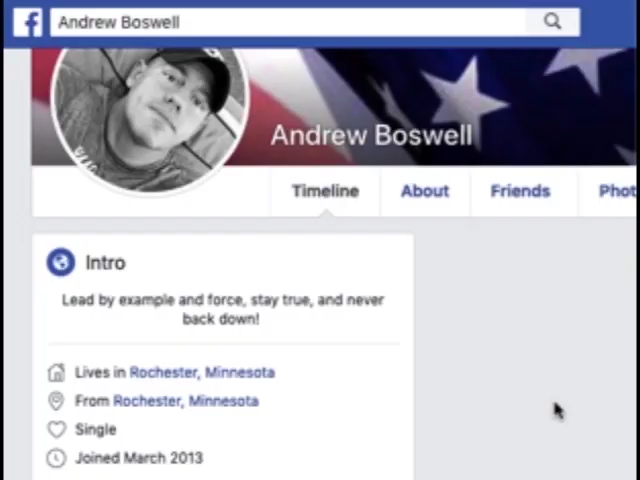 f Andrew Boswell
Andrew Boswell
Timeline About Friends Phot
Intro
Lead by example and force, stay true, and never
back down!
Lives in Rochester, Minnesota
From Rochester, Minnesota
Single
Joined March 2013